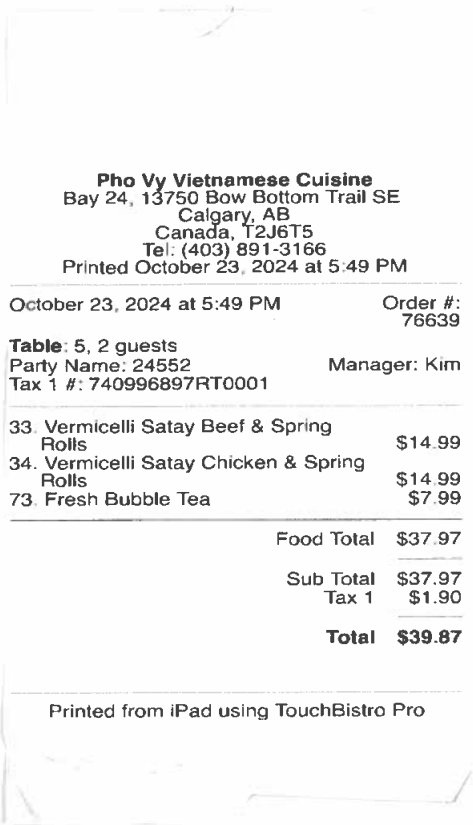 Pho Vy Vietnamese Cuisine
Bay 24, 13750 Bow Bottom Trail SE
Calgary, AB
Canada, T2J6T5
Tel: (403) 891-3166
Printed October 23, 2024 at 5:49 PM
October 23, 2024 at 5:49 PM Order #:
76639
Table: 5, 2 guests
Party Name: 24552 Manager: Kim
Tax 1 #: 740996897RT0001
33. Vermicelli Satay Beef & Spring
Rolls $14.99
34. Vermicelli Satay Chicken & Spring
Rolls $14.99
73. Fresh Bubble Tea $7.99
Food Total $37.97
Sub Total $37.97
Tax 1 $1.90
Total $39.87
Printed from iPad using TouchBistro Pro